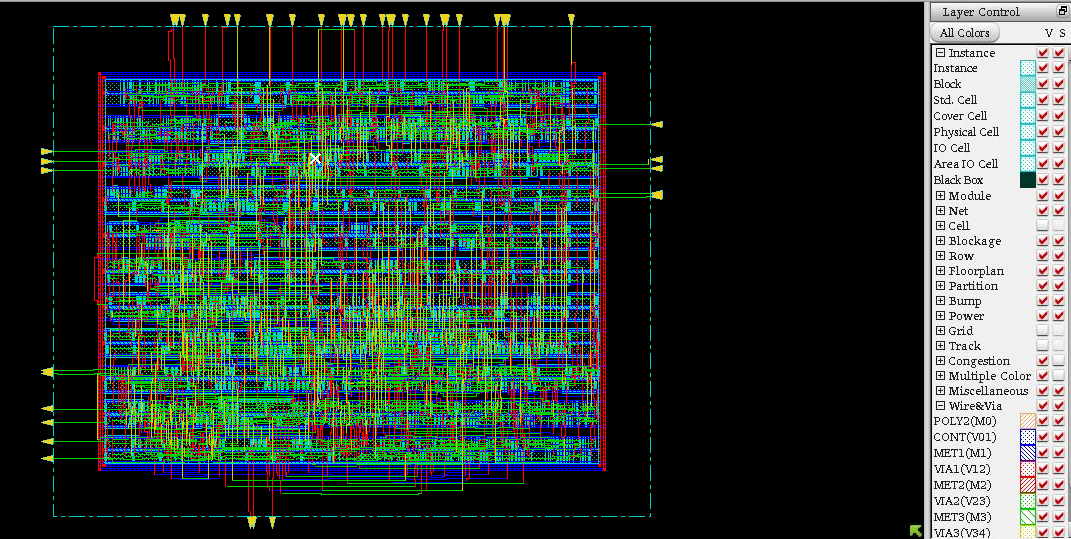 Layer Control
All Colors
V S
Instance
Instance
Block
Std. Cell
Cover Cell
Physical Cell
IO Cell
Area IO Cell
Black Box
Module
Net
Cell
Blockage
Row
Floorplan
Partition
Bump
Power
Grid
Track
Congestion
Multiple Color
Miscellaneous
Wire&Via
POLY2(M0)
CONT(V01)
MET1(M1)
VIA1(V12)
MET2(M2)
VIA2(V23)
MET3(M3)
VIA3(V34)